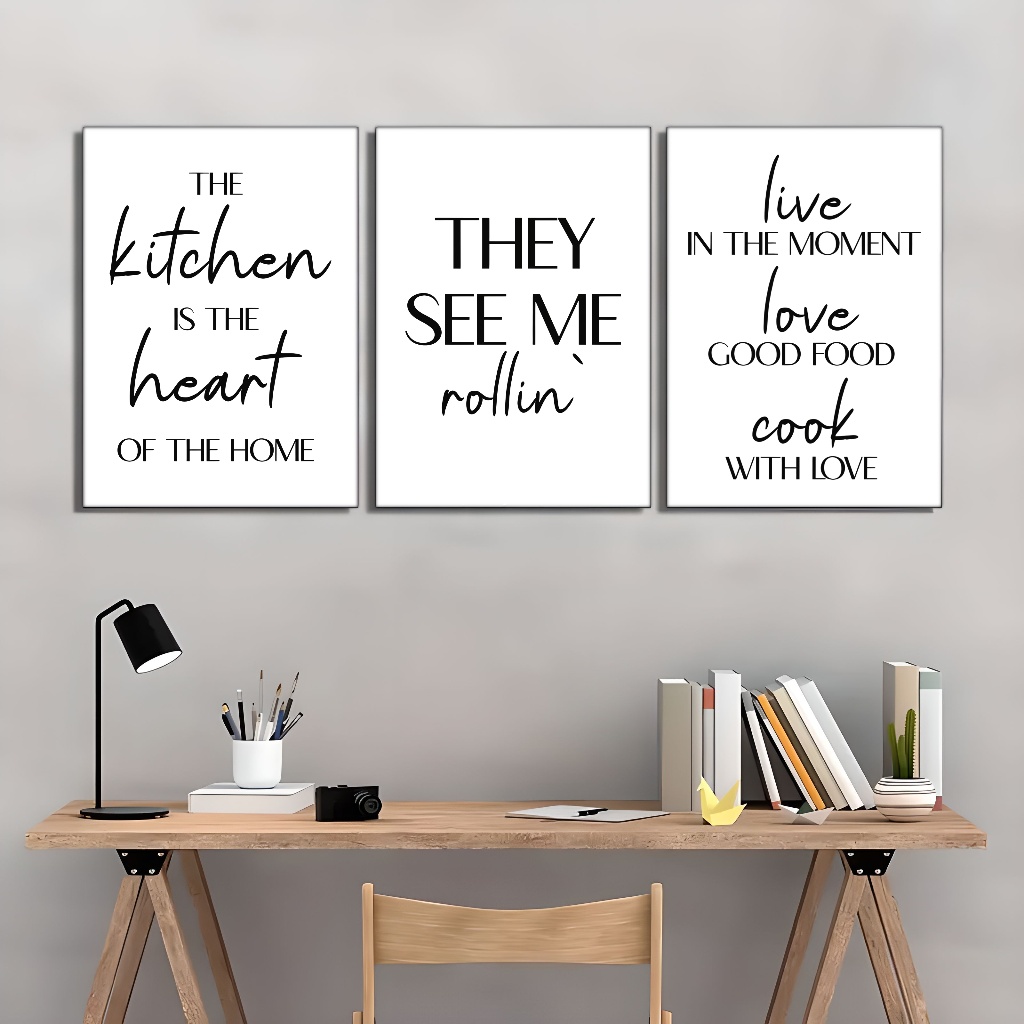 THE
kitchen
IS THE
heart
OF THE HOME
THEY
SEE ME
rollin`
live
IN THE MOMENT
love
GOOD FOOD
cook
WITH LOVE